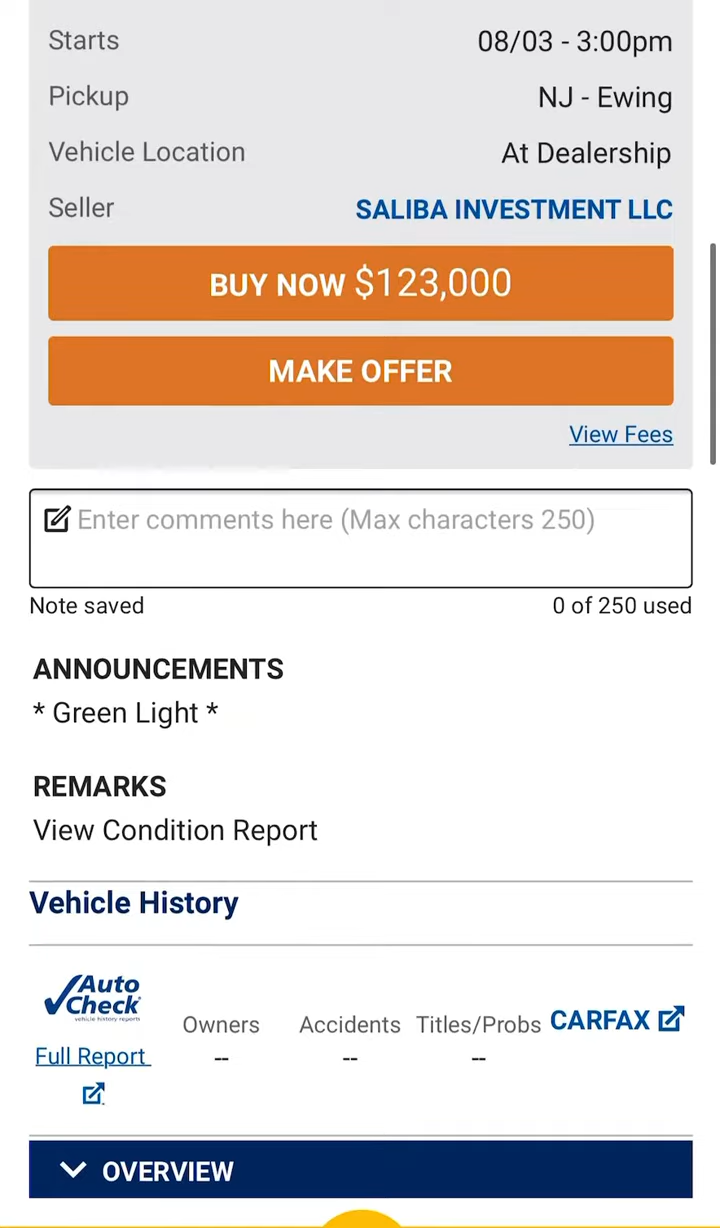 Starts 08/03 - 3:00pm
Pickup NJ - Ewing
Vehicle Location At Dealership
Seller SALIBA INVESTMENT LLC
BUY NOW $123,000
MAKE OFFER
View Fees
Enter comments here (Max characters 250)
Note saved 0 of 250 used
ANNOUNCEMENTS
* Green Light *
REMARKS
View Condition Report
Vehicle History
Auto
Check
vehicle history reports
Full Report
Owners Accidents Titles/Probs CARFAX
-- -- --
OVERVIEW